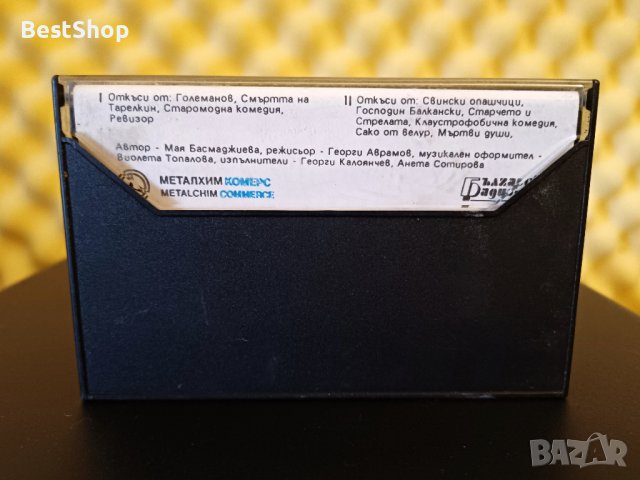 BestShop
I Откъси от: Големанов, Смъртта на
Тарелкин, Старомодна комедия,
Ревизор
II Откъси от: Свински опашчици,
Господин Балкански, Старчето и
Стрелата, Клаустрофобична комедия,
Сако от велур, Мъртви души,
Автор - Мая Басмаджиева, режисьор - Георги Аврамов, музикален оформител -
Виолета Топалова, изпълнители - Георги Калоянчев, Анета Сотирова
МЕТАЛХИМ КОМЕРС
METALCHIM COMMERCE
BAZAR